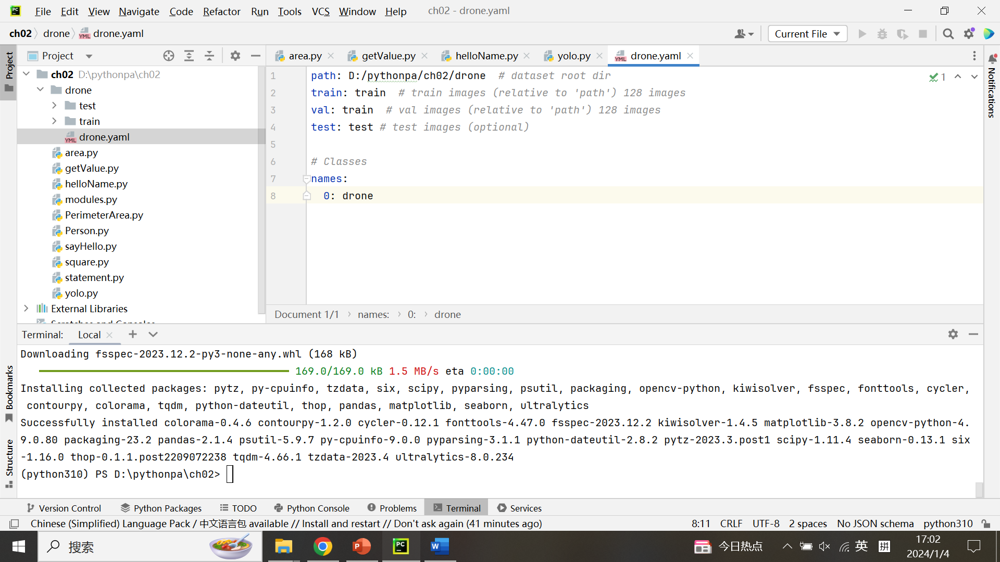 PC File Edit View Navigate Code Refactor Run Tools VCS Window Help ch02 - drone.yaml
ch02 drone YML drone.yaml Current File
Project Project area.py getValue.py helloName.py yolo.py YML drone.yaml
Notifications
ch02 D:\pythonpa\ch02
drone
test
train
YML drone.yaml
area.py
getValue.py
helloName.py
modules.py
PerimeterArea.py
Person.py
sayHello.py
square.py
statement.py
yolo.py
External Libraries
Scratches and Consoles
1 path: D:/pythonpa/ch02/drone # dataset root dir
2 train: train # train images (relative to 'path') 128 images
3 val: train # val images (relative to 'path') 128 images
4 test: test # test images (optional)
5
6 # Classes
7 names:
8 0: drone
1
Document 1/1 names: 0: drone
Terminal: Local
Downloading fsspec-2023.12.2-py3-none-any.whl (168 kB)
169.0/169.0 kB 1.5 MB/s eta 0:00:00
Installing collected packages: pytz, py-cpuinfo, tzdata, six, scipy, pyparsing, psutil, packaging, opencv-python, kiwisolver, fsspec, fonttools, cycler,
contourpy, colorama, tqdm, python-dateutil, thop, pandas, matplotlib, seaborn, ultralytics
Successfully installed colorama-0.4.6 contourpy-1.2.0 cycler-0.12.1 fonttools-4.47.0 fsspec-2023.12.2 kiwisolver-1.4.5 matplotlib-3.8.2 opencv-python-4.
9.0.80 packaging-23.2 pandas-2.1.4 psutil-5.9.7 py-cpuinfo-9.0.0 pyparsing-3.1.1 python-dateutil-2.8.2 pytz-2023.3.post1 scipy-1.11.4 seaborn-0.13.1 six
-1.16.0 thop-0.1.1.post2209072238 tqdm-4.66.1 tzdata-2023.4 ultralytics-8.0.234
(python310) PS D:\pythonpa\ch02>
Bookmarks
Structure
Version Control Python Packages TODO Python Console Problems Terminal Services
Chinese (Simplified) Language Pack / 中文语言包 available // Install and restart // Don't ask again (41 minutes ago) 8:11 CRLF UTF-8 2 spaces No JSON schema python310
搜索 P PC W 今日热点 英 拼 17:02
2024/1/4